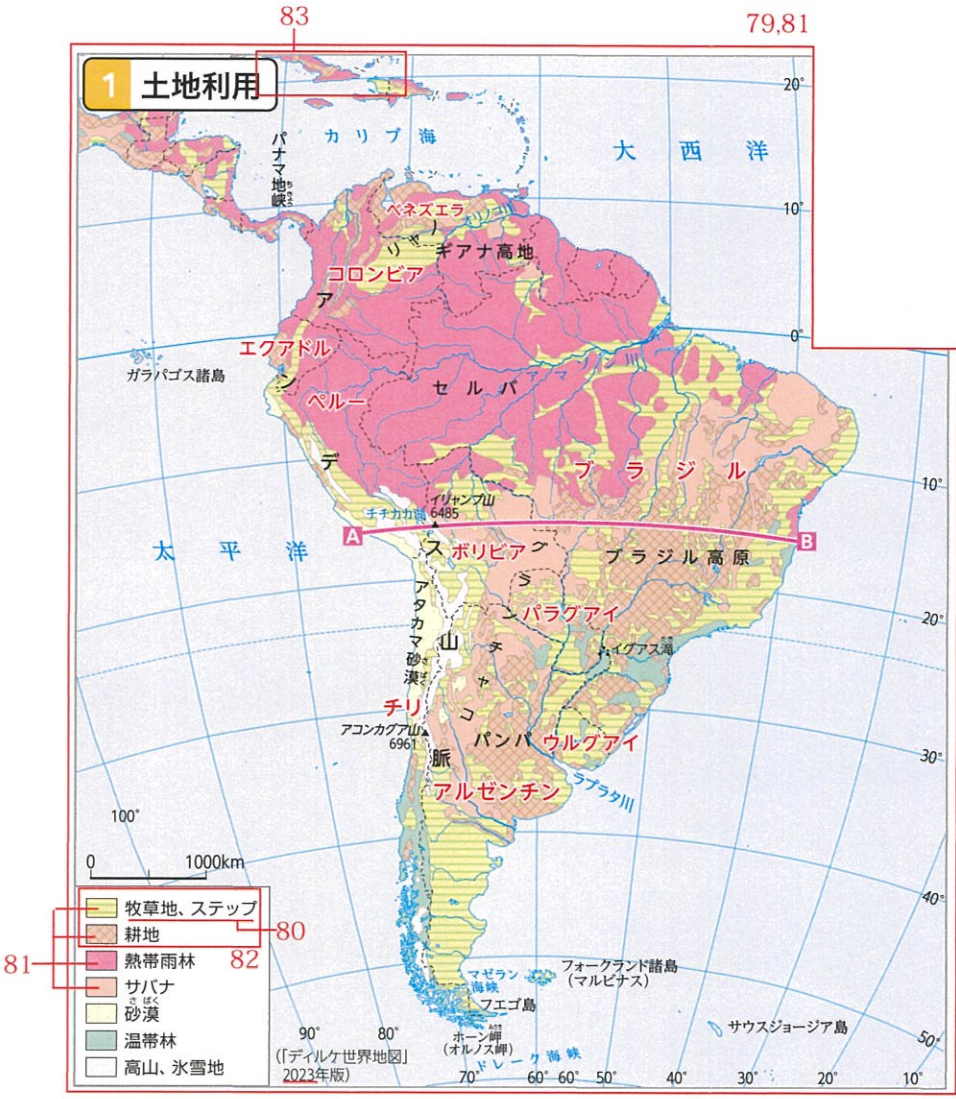 83
79,81
1 土地利用
20°
カリブ海
大西洋
パナマ地峡
ちきょう
10°
ベネズエラ
オリノコ川
リャノ
ギアナ高地
コロンビア
0°
エクアドル
ガラパゴス諸島
アマゾン川
セルバ
ペルー
ブラジル
10°
イリャンプ山
6485
チチカカ湖
A
B
太平洋
ボリビア
ブラジル高原
グランチャコ
アンデス山脈
アタカマ砂漠
さばく
パラグアイ
20°
イグアス滝
チリ
アコンカグア山
6961
パンパ
ウルグアイ
30°
ラプラタ川
アルゼンチン
100°
0 1000km
40°
牧草地、ステップ
80
耕地
82
81
熱帯雨林
サバナ
さばく
砂漠
温帯林
高山、氷雪地
マゼラン
海峡
フォークランド諸島
(マルビナス)
フエゴ島
サウスジョージア島
ホーン岬
(オルノス岬)
ドレーク海峡
50°
90° 80°
(「ディルケ世界地図」
2023年版)
70° 60° 60° 50° 40° 30° 20° 10°